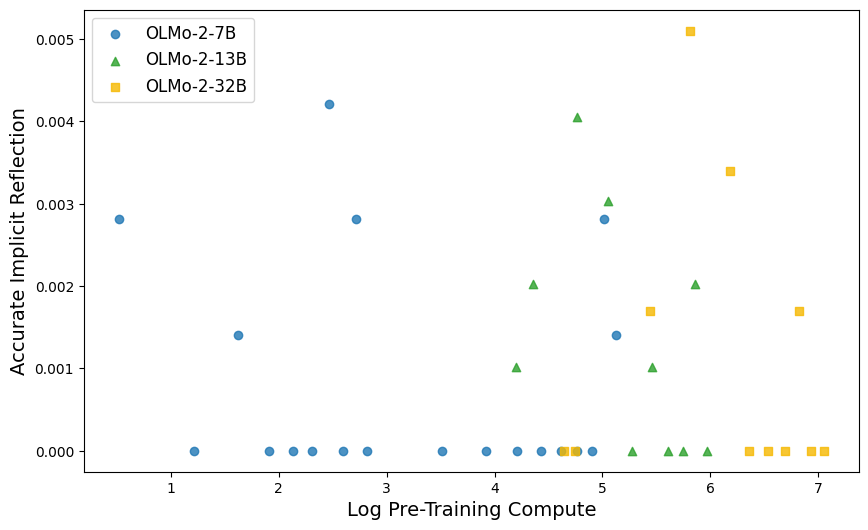 OLMo-2-7B
OLMo-2-13B
OLMo-2-32B
Accurate Implicit Reflection
0.005
0.004
0.003
0.002
0.001
0.000
1 2 3 4 5 6 7
Log Pre-Training Compute